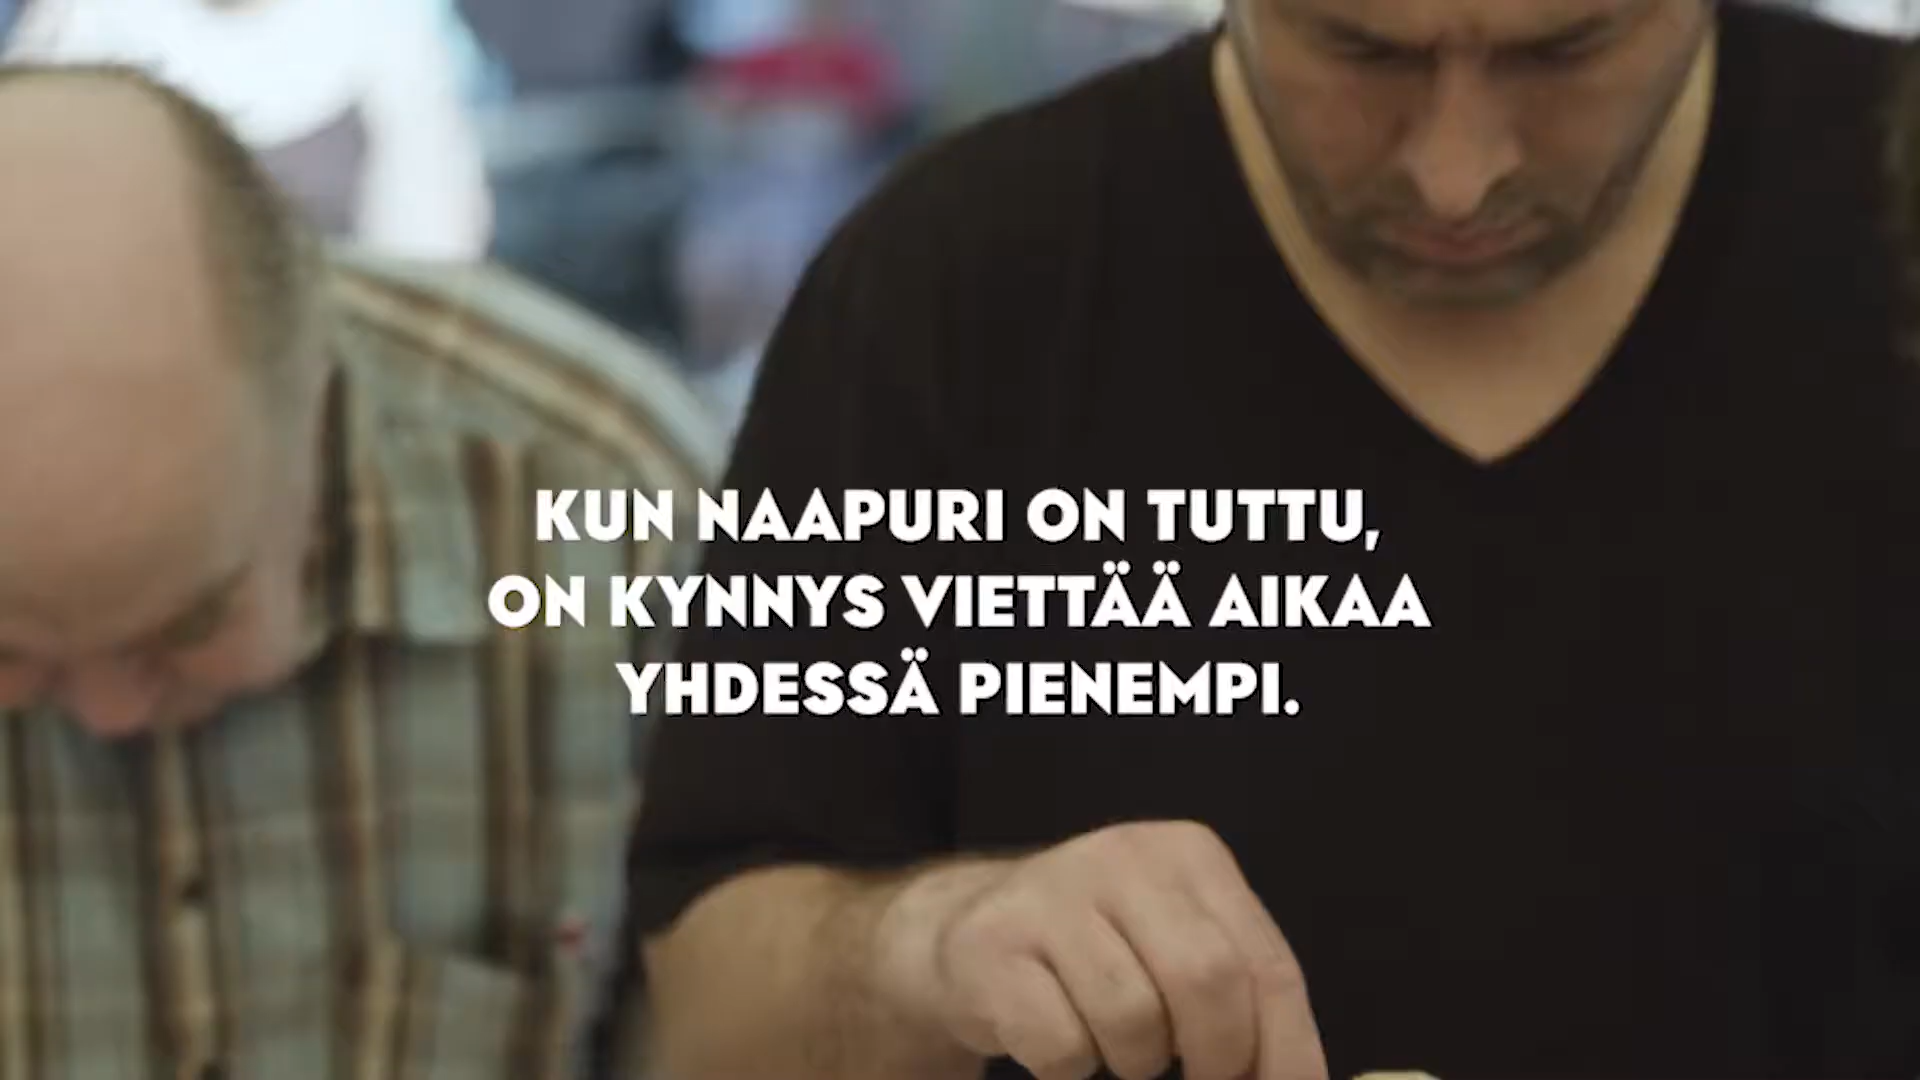 KUN NAAPURI ON TUTTU,
ON KYNNYS VIETTÄÄ AIKAA
YHDESSÄ PIENEMPI.